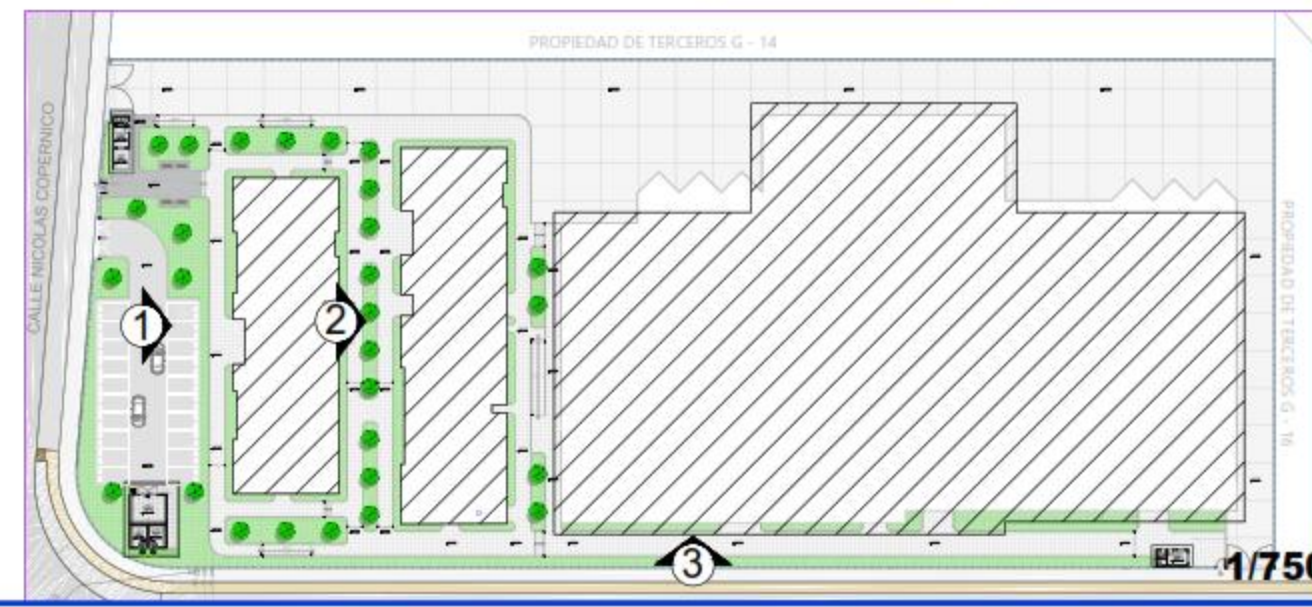 PROPIEDAD DE TERCEROS G - 14
CALLE NICOLAS COPERNICO
PROPIEDAD DE TERCEROS G - 16
1
2
3
1/750